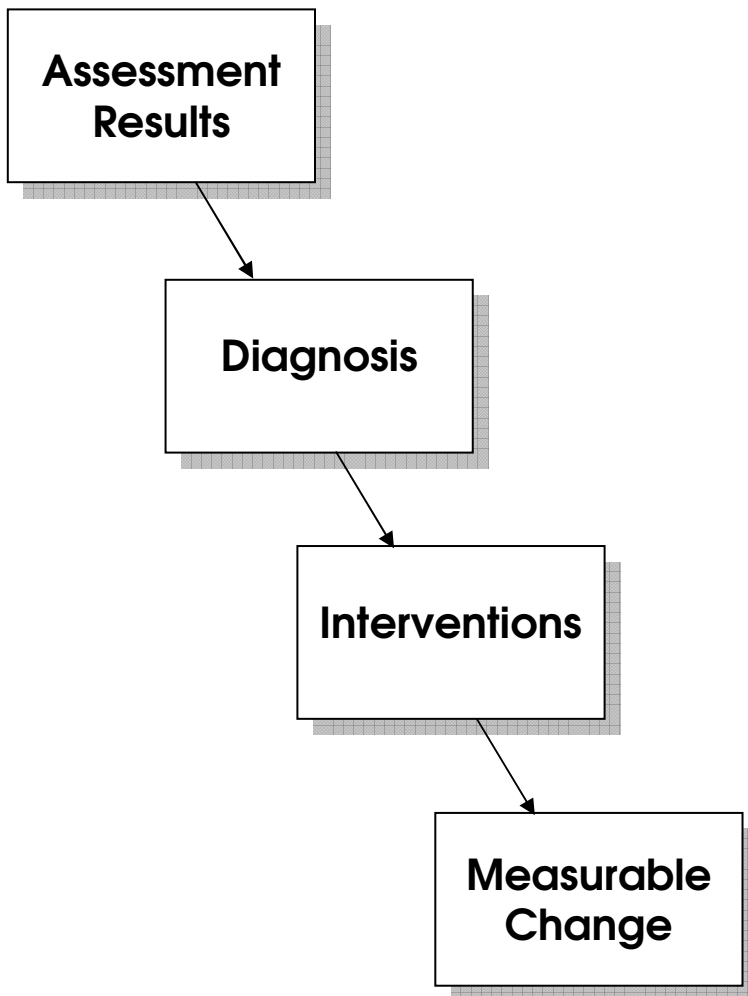 Assessment
Results
Diagnosis
Interventions
Measurable
Change